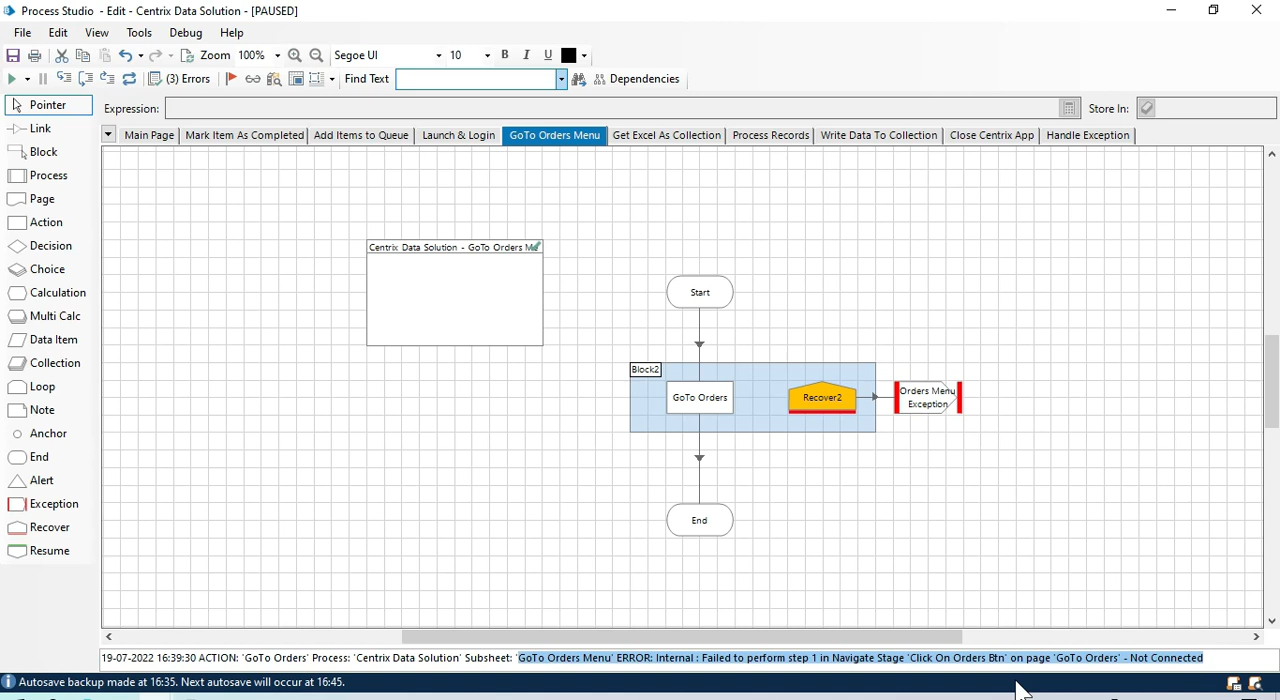 Process Studio - Edit - Centrix Data Solution - [PAUSED]
File Edit View Tools Debug Help
Zoom 100% Segoe UI 10 B I U
(3) Errors Find Text Dependencies
Pointer
Expression: Store In:
Link
Main Page Mark Item As Completed Add Items to Queue Launch & Login GoTo Orders Menu Get Excel As Collection Process Records Write Data To Collection Close Centrix App Handle Exception
Block
Process
Page
Action
Decision
Choice
Calculation
Multi Calc
Data Item
Collection
Loop
Note
Anchor
End
Alert
Exception
Recover
Resume
Centrix Data Solution - GoTo Orders
Start
Block2
GoTo Orders
Recover2
Orders Menu
Exception
End
19-07-2022 16:39:30 ACTION: 'GoTo Orders' Process: 'Centrix Data Solution' Subsheet: 'GoTo Orders Menu' ERROR: Internal : Failed to perform step 1 in Navigate Stage 'Click On Orders Btn' on page 'GoTo Orders' - Not Connected
Autosave backup made at 16:35. Next autosave will occur at 16:45.